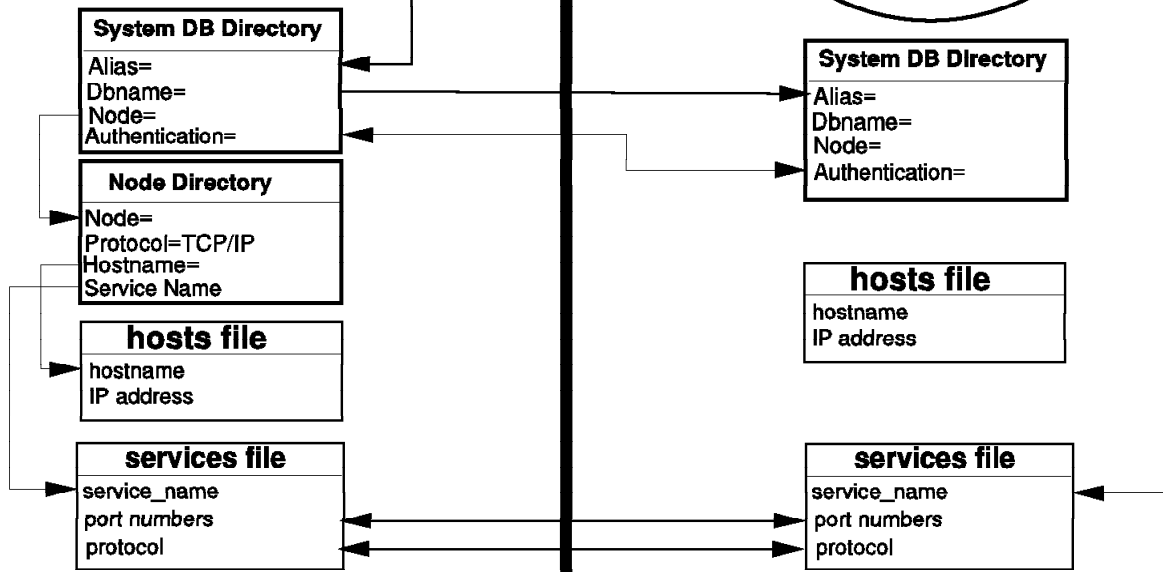 System DB Directory
Alias=
Dbname=
Node=
Authentication=
Node Directory
Node=
Protocol=TCP/IP
Hostname=
Service Name
hosts file
hostname
IP address
services file
service_name
port numbers
protocol
System DB Directory
Alias=
Dbname=
Node=
Authentication=
hosts file
hostname
IP address
services file
service_name
port numbers
protocol